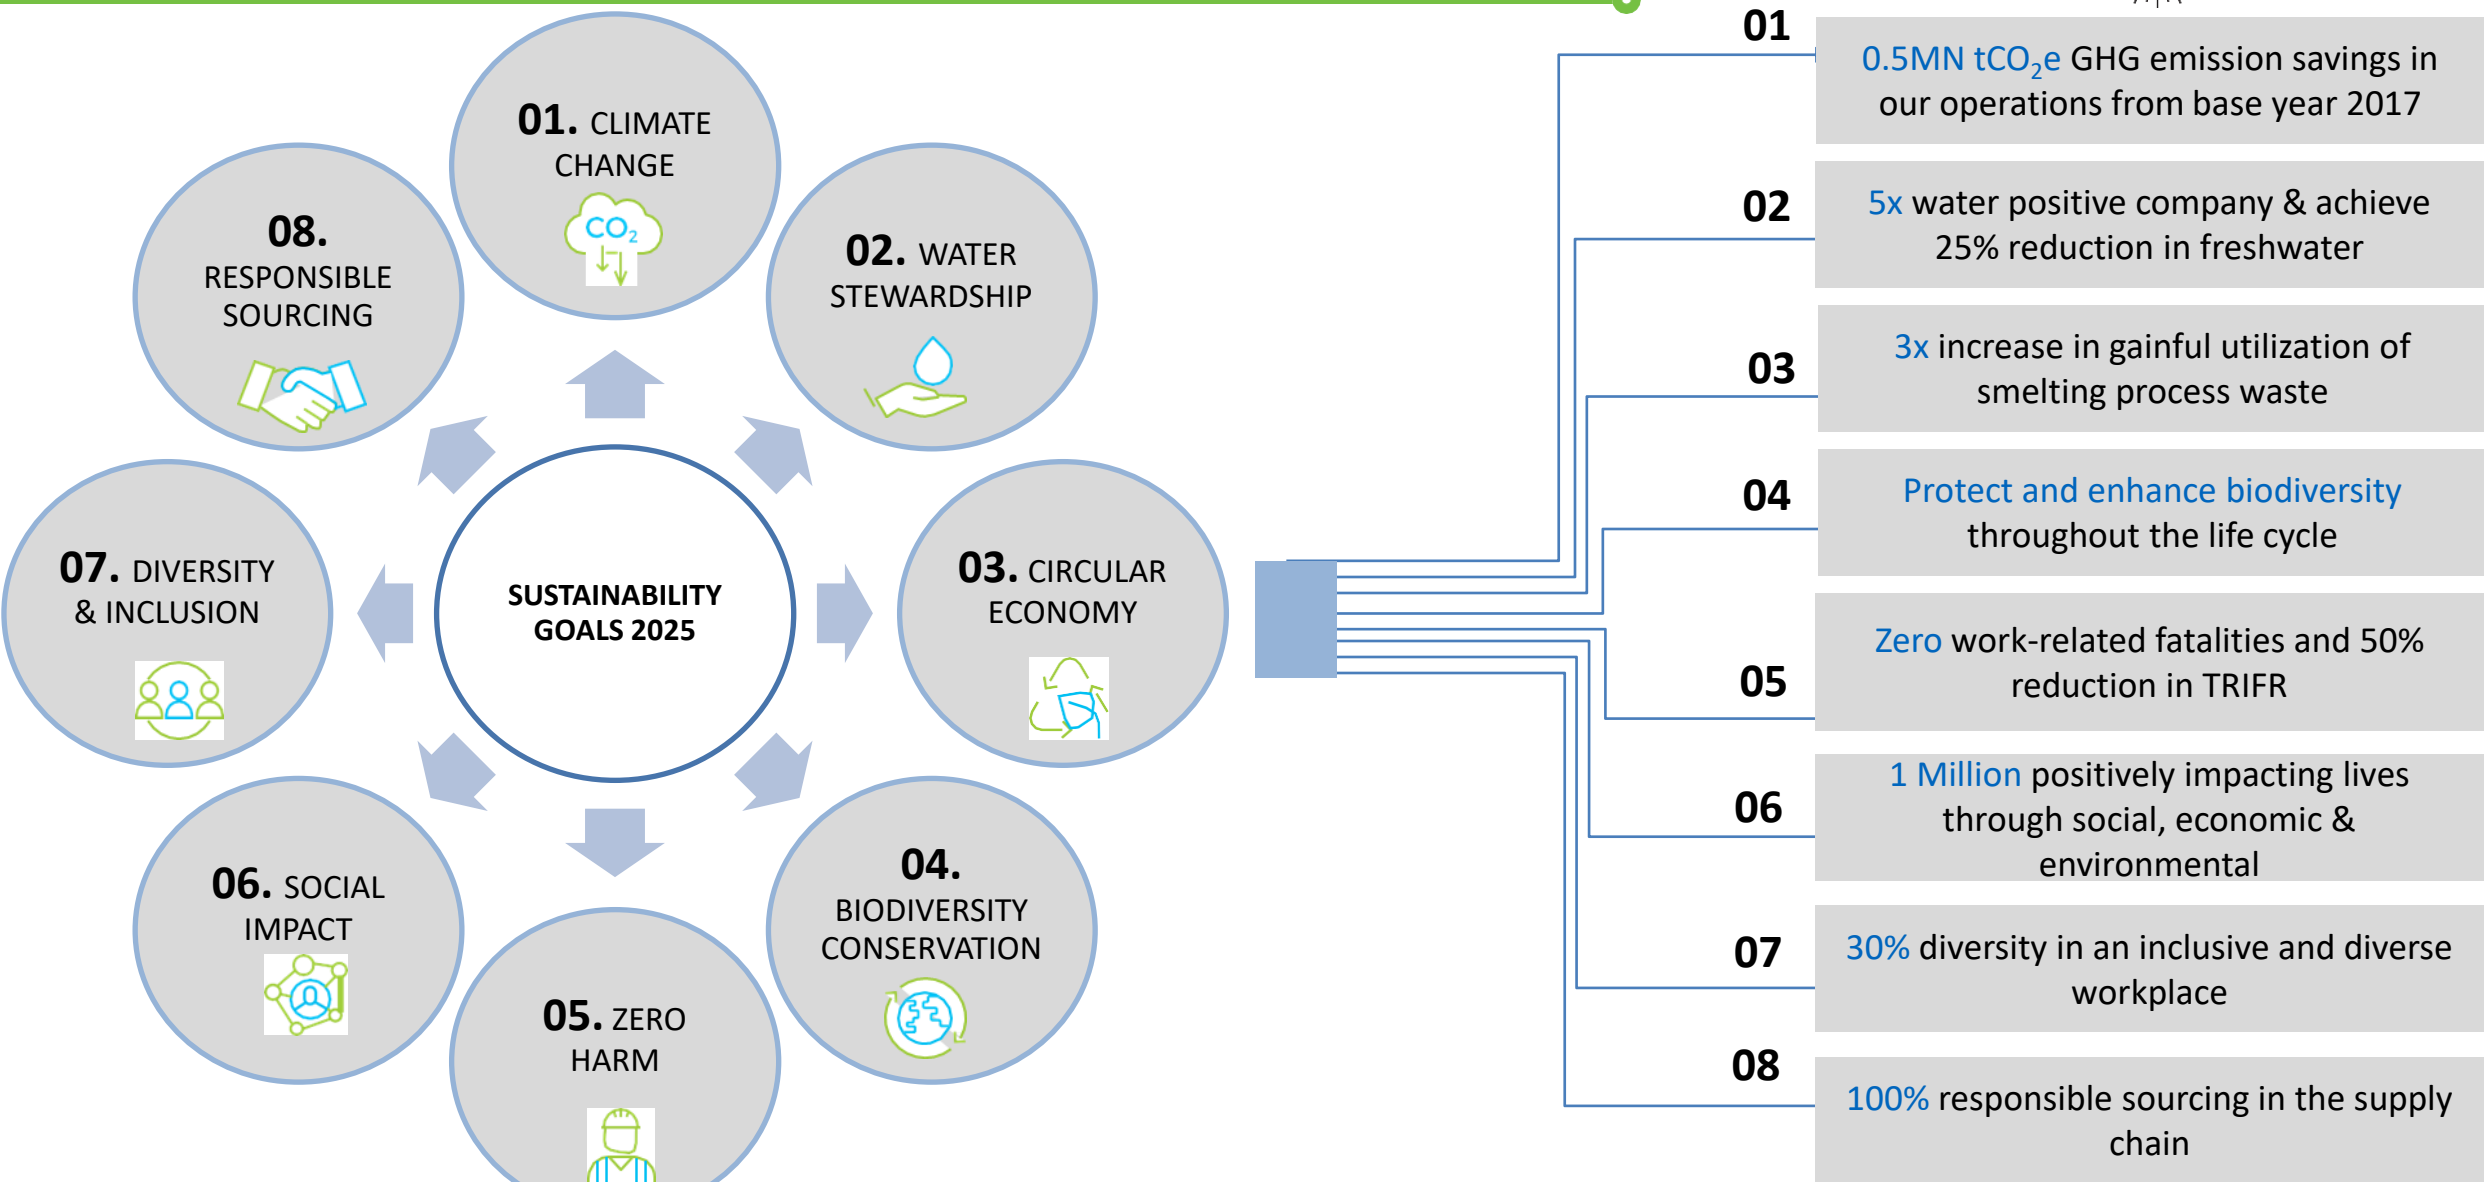 01. CLIMATE
CHANGE
CO2
02. WATER
STEWARDSHIP
03. CIRCULAR
ECONOMY
04.
BIODIVERSITY
CONSERVATION
05. ZERO
HARM
06. SOCIAL
IMPACT
07. DIVERSITY
& INCLUSION
08.
RESPONSIBLE
SOURCING
SUSTAINABILITY
GOALS 2025
01
0.5MN tCO₂e GHG emission savings in
our operations from base year 2017
02
5x water positive company & achieve
25% reduction in freshwater
03
3x increase in gainful utilization of
smelting process waste
04
Protect and enhance biodiversity
throughout the life cycle
05
Zero work-related fatalities and 50%
reduction in TRIFR
06
1 Million positively impacting lives
through social, economic &
environmental
07
30% diversity in an inclusive and diverse
workplace
08
100% responsible sourcing in the supply
chain